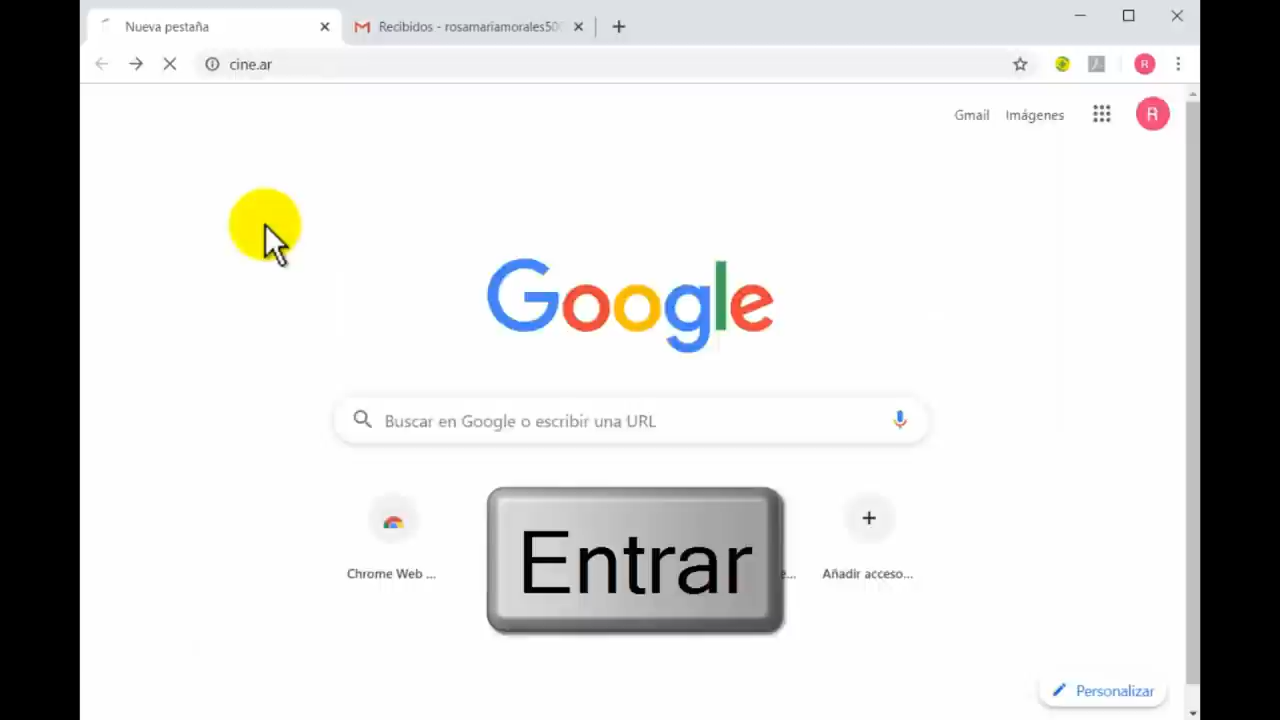 Nueva pestaña
Recibidos - rosamariamorales500
cine.ar
R
Gmail
Imágenes
R
Google
Buscar en Google o escribir una URL
Entrar
Chrome Web ...
e...
Añadir acceso...
Personalizar